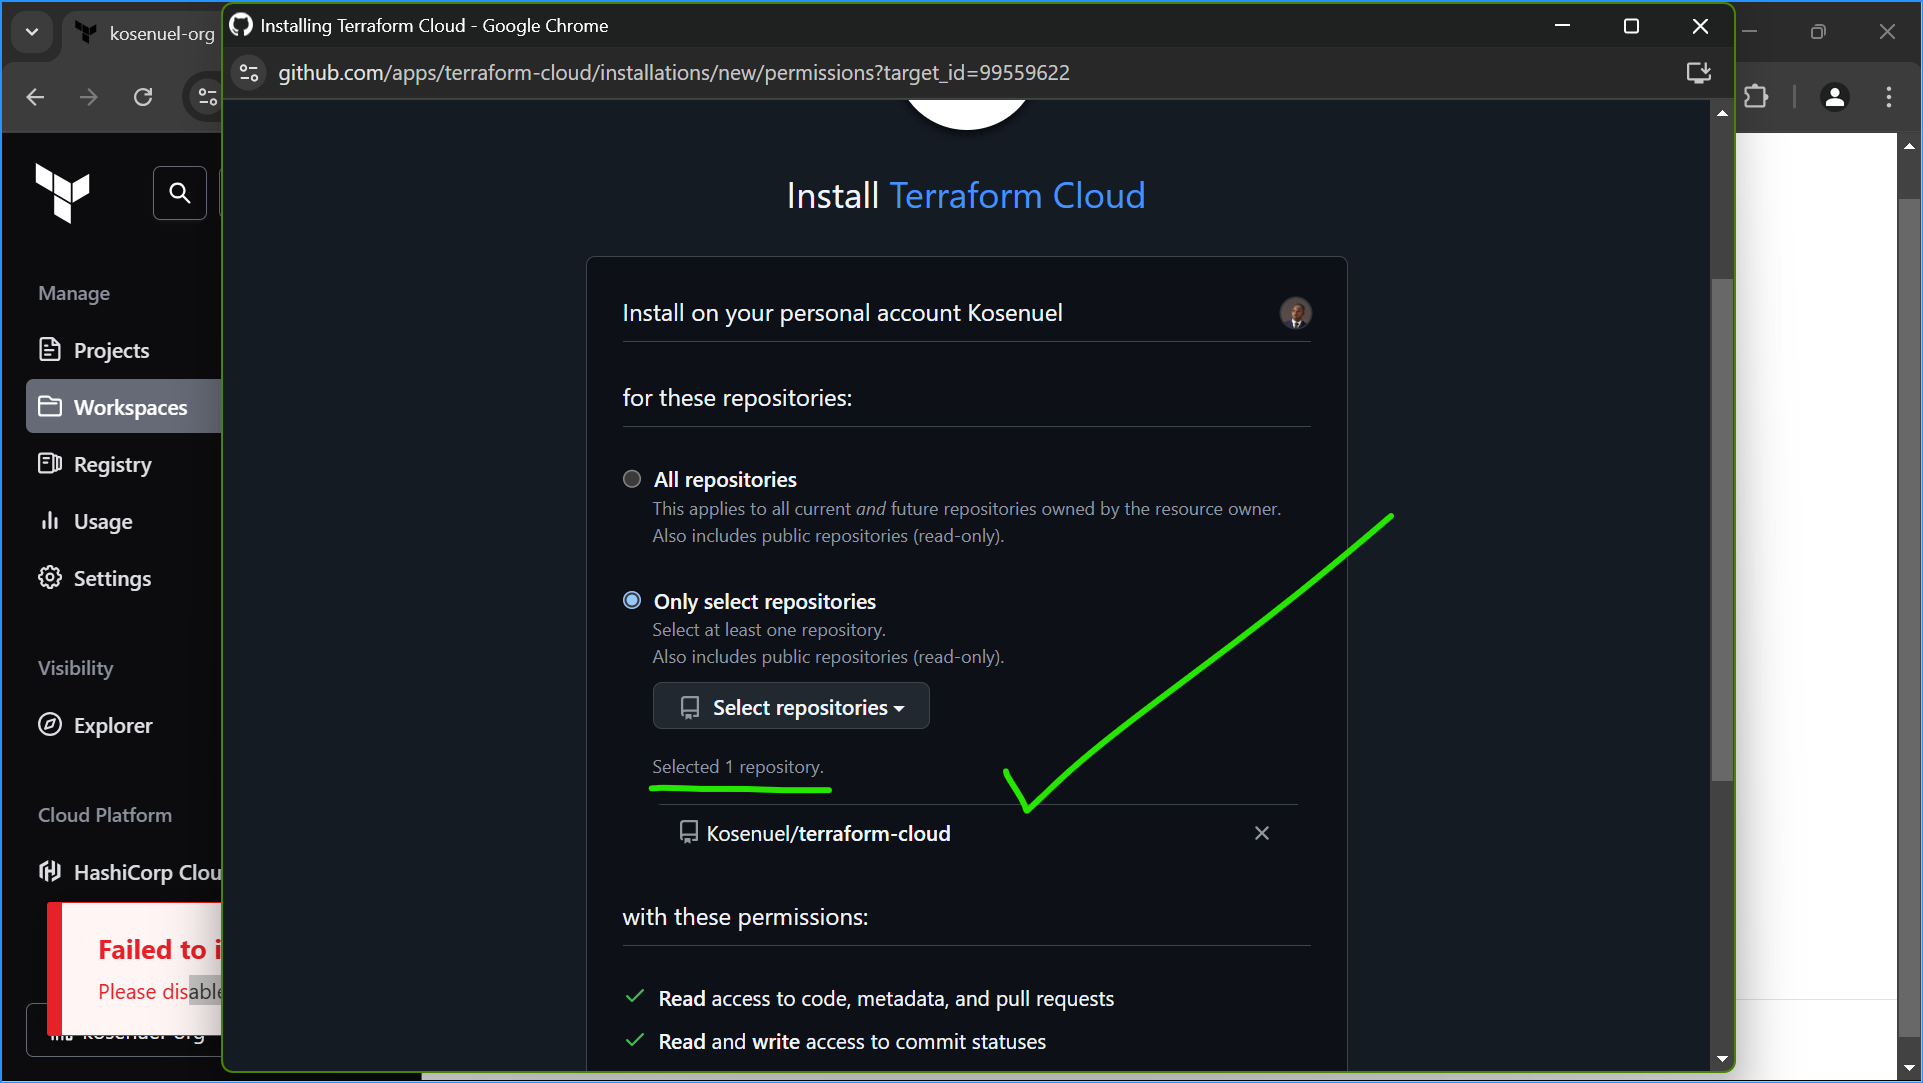 kosenuel-org
Installing Terraform Cloud - Google Chrome
github.com/apps/terraform-cloud/installations/new/permissions?target_id=99559622
Manage
Projects
Workspaces
Registry
Usage
Settings
Visibility
Explorer
Cloud Platform
HashiCorp Clou
Failed to i
Please disable
kosenuel-org
Install Terraform Cloud
Install on your personal account Kosenuel
for these repositories:
All repositories
This applies to all current and future repositories owned by the resource owner.
Also includes public repositories (read-only).
Only select repositories
Select at least one repository.
Also includes public repositories (read-only).
Select repositories
Selected 1 repository.
Kosenuel/terraform-cloud
with these permissions:
Read access to code, metadata, and pull requests
Read and write access to commit statuses